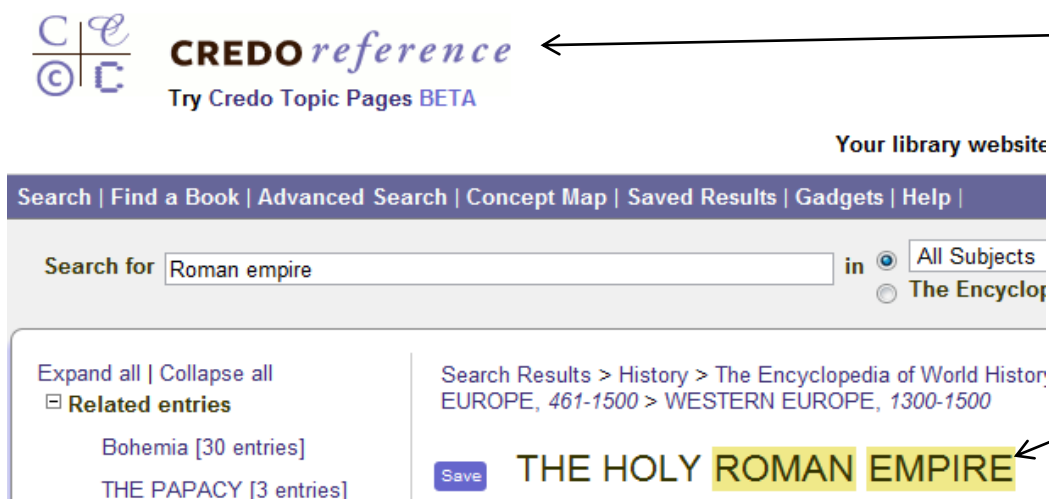 C C
© C
CREDO reference
Try Credo Topic Pages BETA
Your library website
Search | Find a Book | Advanced Search | Concept Map | Saved Results | Gadgets | Help |
Search for Roman empire in All Subjects
The Encyclop
Expand all | Collapse all
Related entries
Bohemia [30 entries]
THE PAPACY [3 entries]
Search Results > History > The Encyclopedia of World History
EUROPE, 461-1500 > WESTERN EUROPE, 1300-1500
Save THE HOLY ROMAN EMPIRE